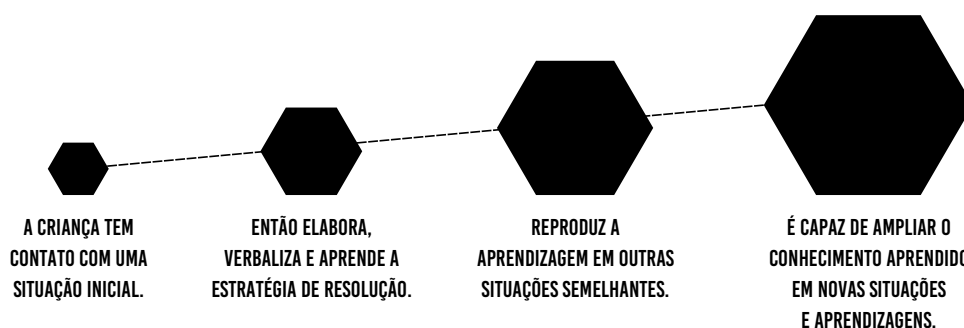 A CRIANÇA TEM
CONTATO COM UMA
SITUAÇÃO INICIAL.
ENTÃO ELABORA,
VERBALIZA E APRENDE A
ESTRATÉGIA DE RESOLUÇÃO.
REPRODUZ A
APRENDIZAGEM EM OUTRAS
SITUAÇÕES SEMELHANTES.
É CAPAZ DE AMPLIAR O
CONHECIMENTO APRENDIDO
EM NOVAS SITUAÇÕES
E APRENDIZAGENS.